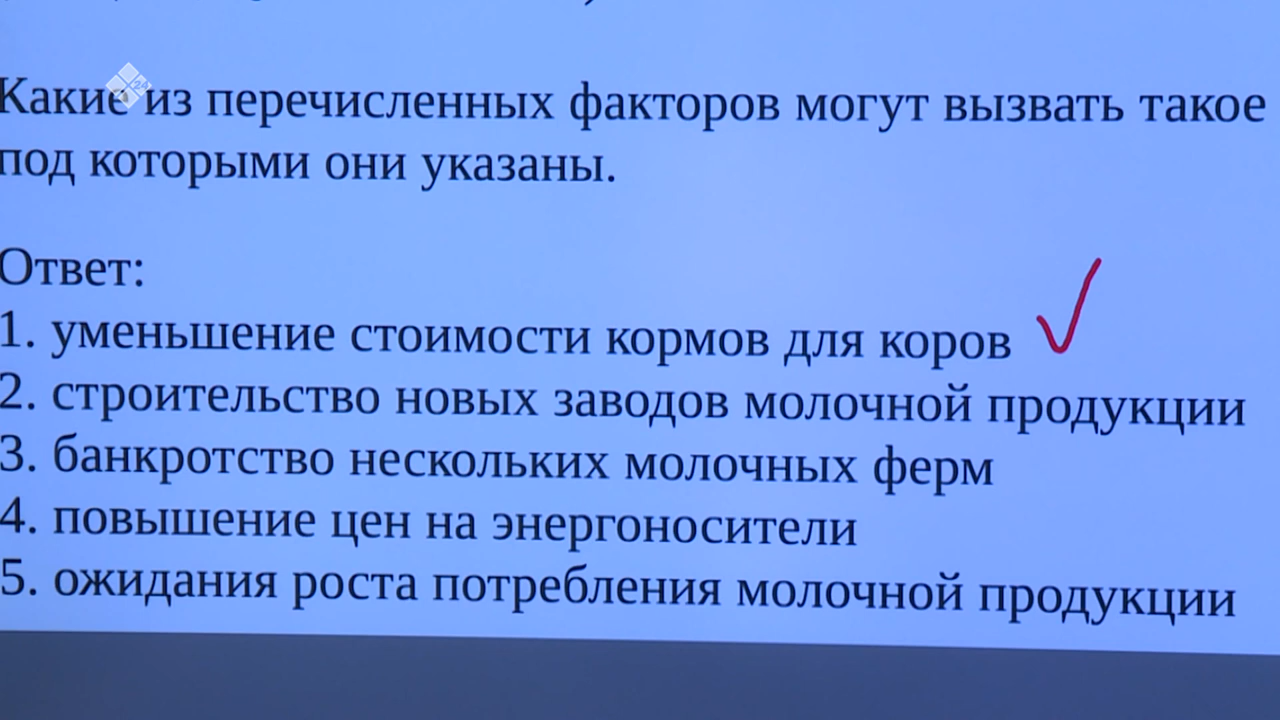 Какие из перечисленных факторов могут вызвать такое
под которыми они указаны.
Ответ:
1. уменьшение стоимости кормов для коров
2. строительство новых заводов молочной продукции
3. банкротство нескольких молочных ферм
4. повышение цен на энергоносители
5. ожидания роста потребления молочной продукции
24